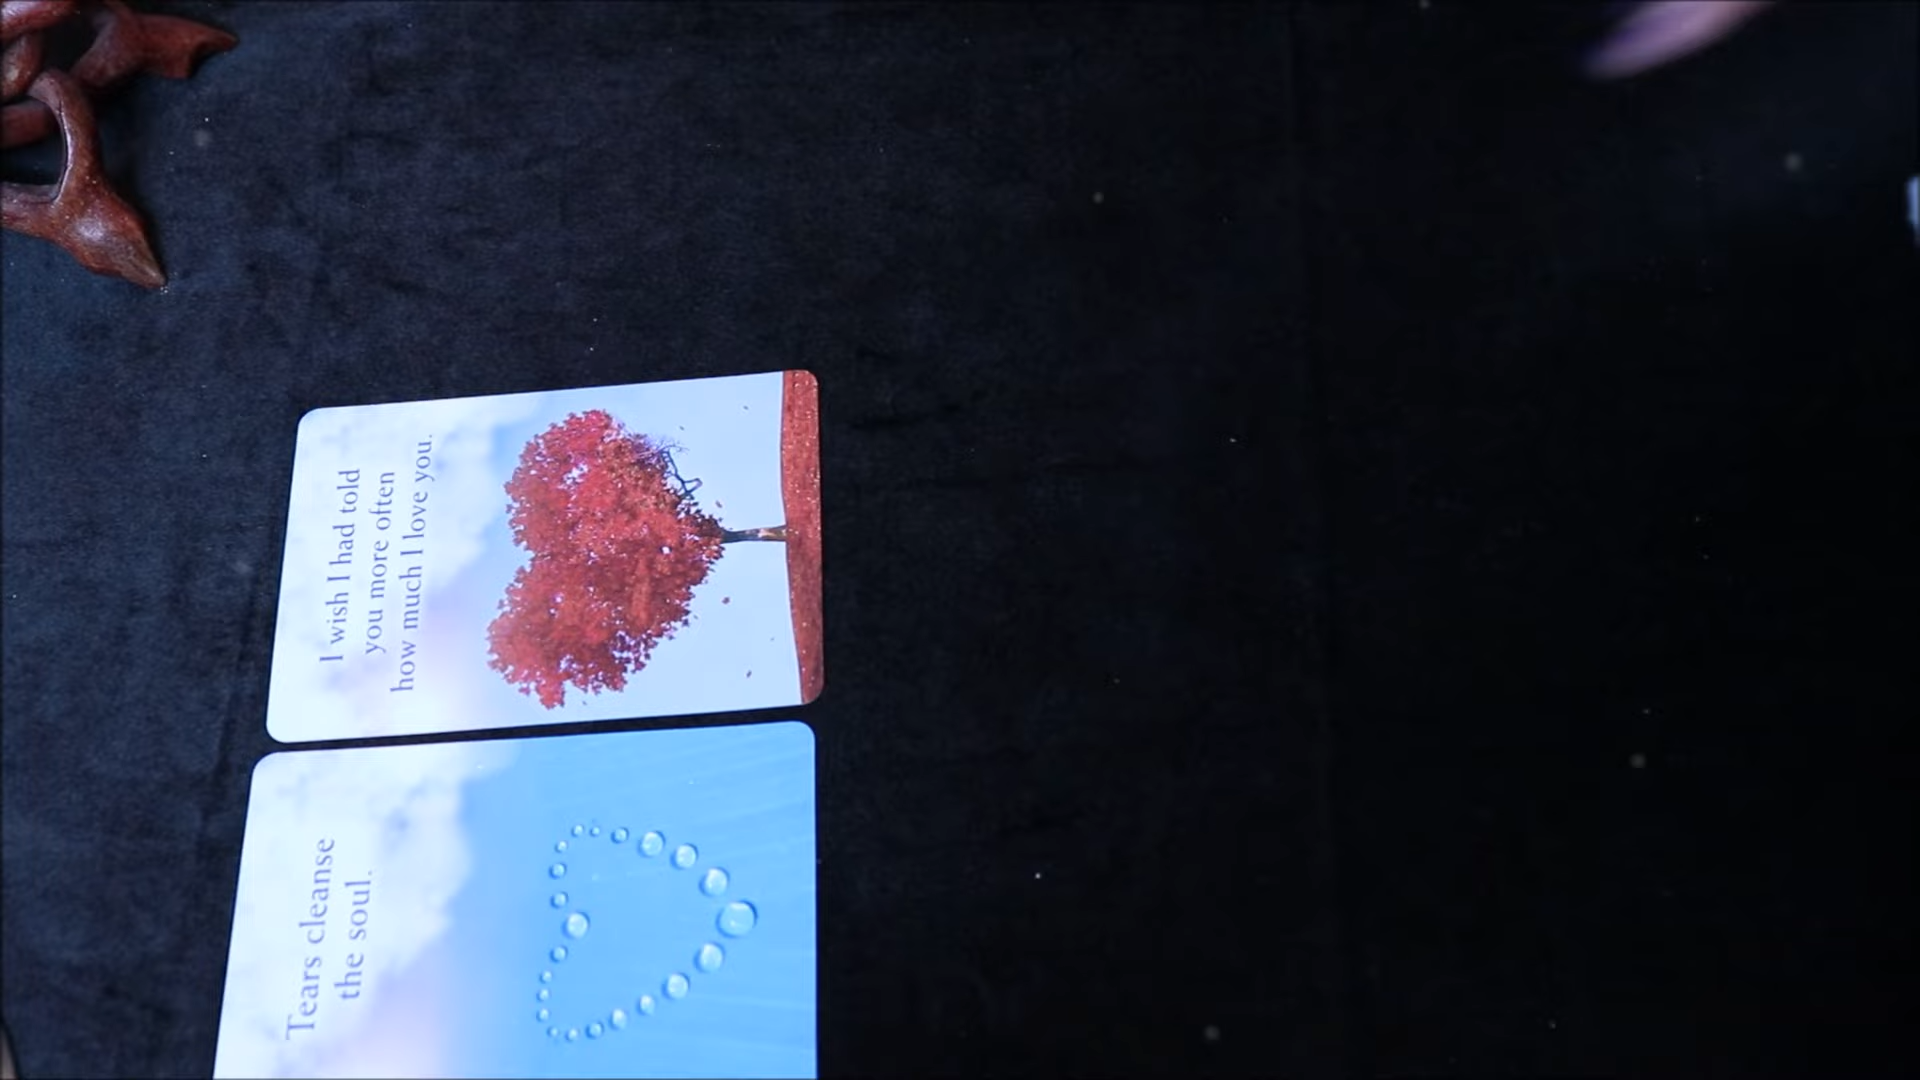 I wish I had told
you more often
how much I love you.
Tears cleanse
the soul.